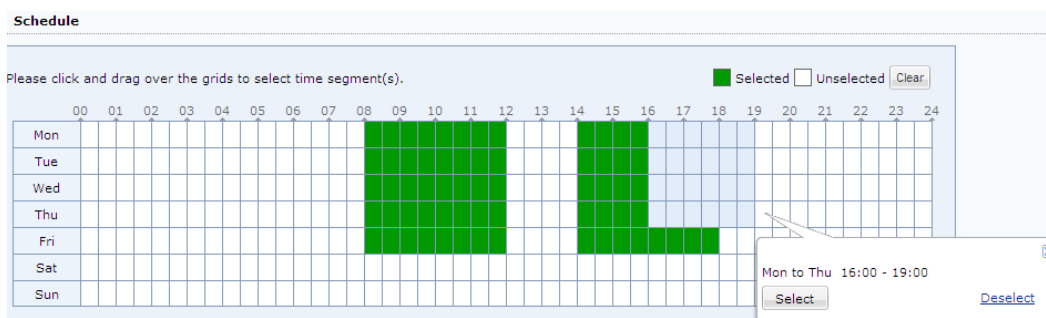 Schedule
Please click and drag over the grids to select time segment(s).
Selected Unselected Clear
00 01 02 03 04 05 06 07 08 09 10 11 12 13 14 15 16 17 18 19 20 21 22 23 24
Mon
Tue
Wed
Thu
Fri
Sat
Sun
Mon to Thu 16:00 - 19:00
Select Deselect